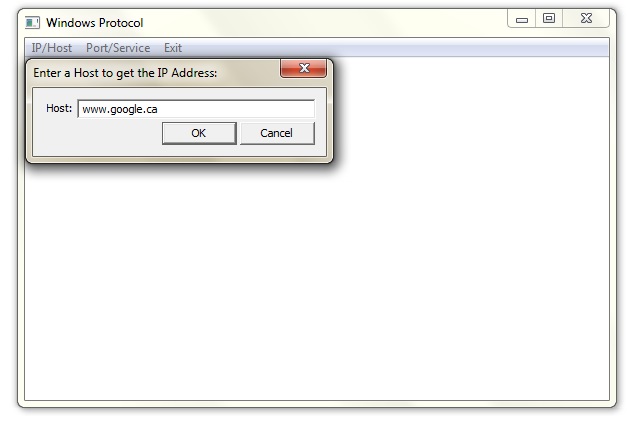 Windows Protocol
IP/Host Port/Service Exit
Enter a Host to get the IP Address:
Host: www.google.ca
OK Cancel